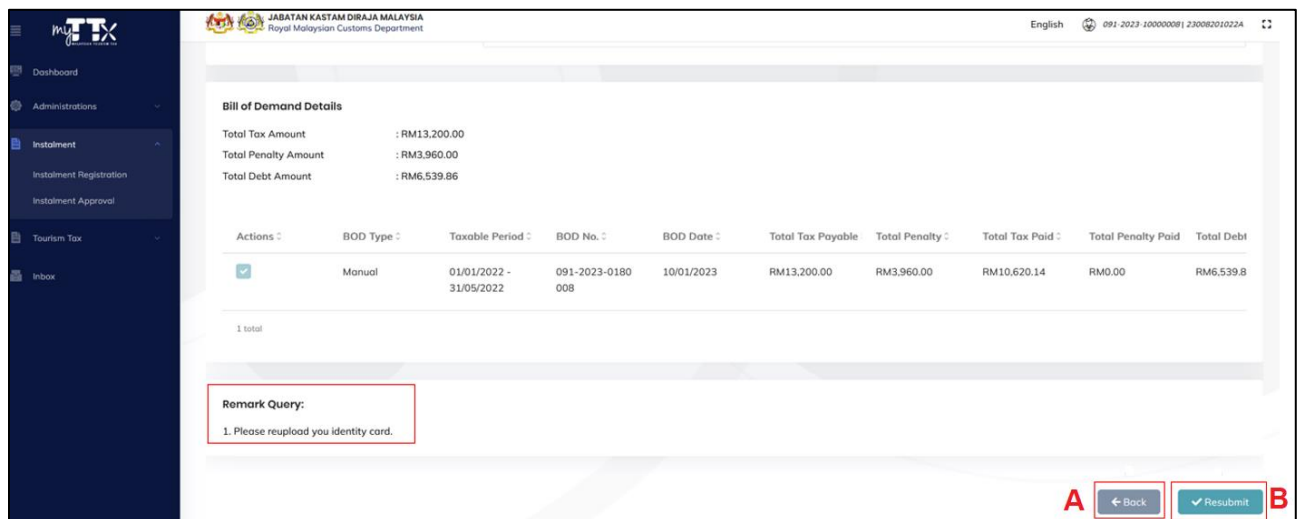 myTTX
MALAYSIAN TOURISM TAX
JABATAN KASTAM DIRAJA MALAYSIA
Royal Malaysian Customs Department
English
091-2023-10000008| 23008201022A
Dashboard
Administrations
Instalment
Instalment Registration
Instalment Approval
Tourism Tax
Inbox
Bill of Demand Details
Total Tax Amount : RM13,200.00
Total Penalty Amount : RM3,960.00
Total Debt Amount : RM6,539.86
Actions BOD Type Taxable Period BOD No. BOD Date Total Tax Payable Total Penalty Total Tax Paid Total Penalty Paid Total Debt
Manual 01/01/2022 - 091-2023-0180 10/01/2023 RM13,200.00 RM3,960.00 RM10,620.14 RM0.00 RM6,539.8
31/05/2022 008
1 total
Remark Query:
1. Please reupload you identity card.
A Back Resubmit B